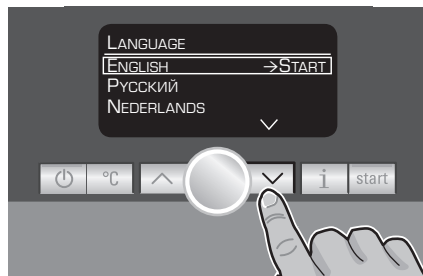 LANGUAGE
ENGLISH →START
РУССКИЙ
NEDERLANDS
°C i start